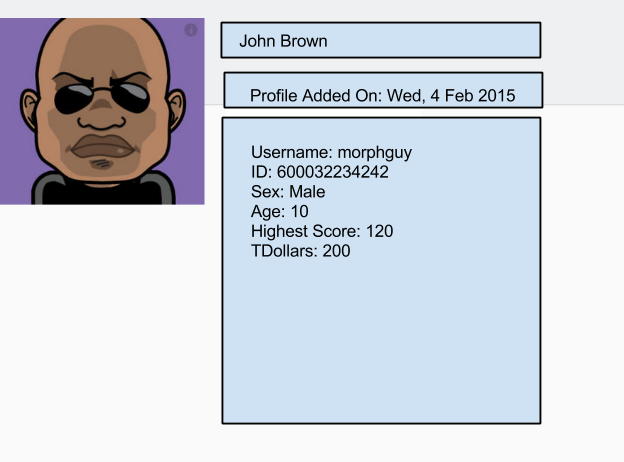 John Brown
Profile Added On: Wed, 4 Feb 2015
Username: morphguy
ID: 600032234242
Sex: Male
Age: 10
Highest Score: 120
TDollars: 200